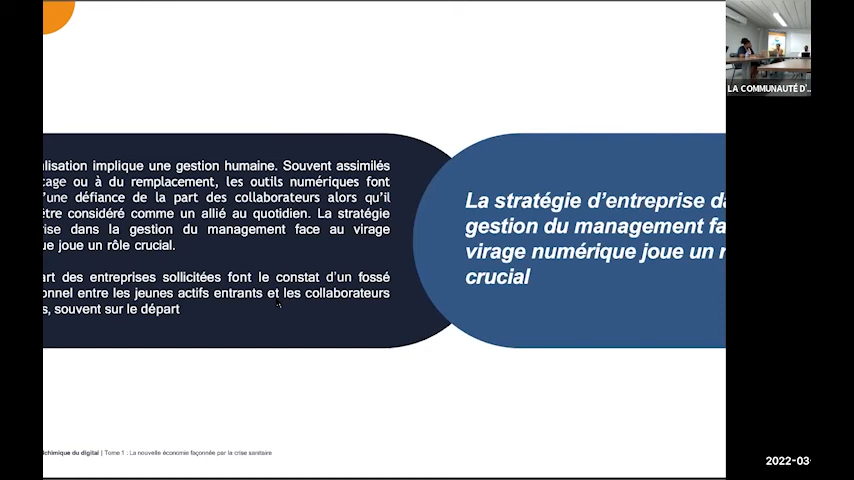 alisation implique une gestion humaine. Souvent assimilés
tage ou à du remplacement, les outils numériques font
'une défiance de la part des collaborateurs alors qu'il
être considéré comme un allié au quotidien. La stratégie
rise dans la gestion du management face au virage
ue joue un rôle crucial.
art des entreprises sollicitées font le constat d'un fossé
onnel entre les jeunes actifs entrants et les collaborateurs
s, souvent sur le départ
La stratégie d'entreprise da
gestion du management fa
virage numérique joue un r
crucial
lchimique du digital | Tome 1 : La nouvelle économie façonnée par la crise sanitaire
LA COMMUNAUTÉ D'...
2022-03